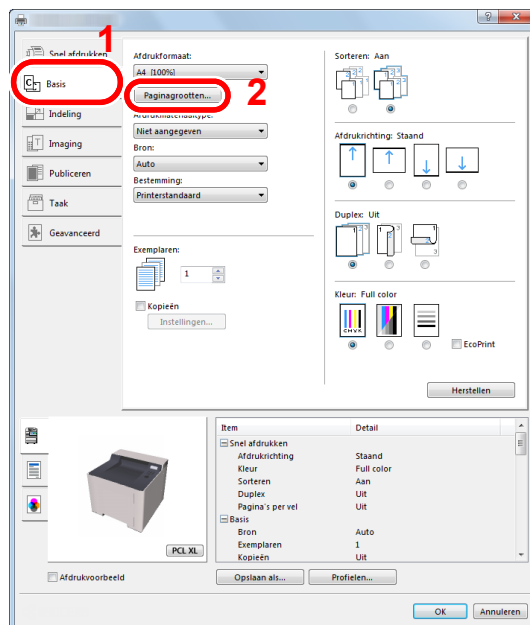 1
Snel afdrukken
Basis
Indeling
Imaging
Publiceren
Taak
Geavanceerd
Afdrukformaat:
A4 [100%]
Paginagrootten...
2
Afdrukmateriaaltype:
Niet aangegeven
Bron:
Auto
Bestemming:
Printerstandaard
Exemplaren:
1
Kopieën
Instellingen...
Sorteren: Aan
Afdrukrichting: Staand
Duplex: Uit
Kleur: Full color
CMYK
EcoPrint
Herstellen
PCL XL
Afdrukvoorbeeld
Item Detail
Snel afdrukken
Afdrukrichting Staand
Kleur Full color
Sorteren Aan
Duplex Uit
Pagina's per vel Uit
Basis
Bron Auto
Exemplaren 1
Kopieën Uit
Opslaan als... Profielen...
OK Annuleren